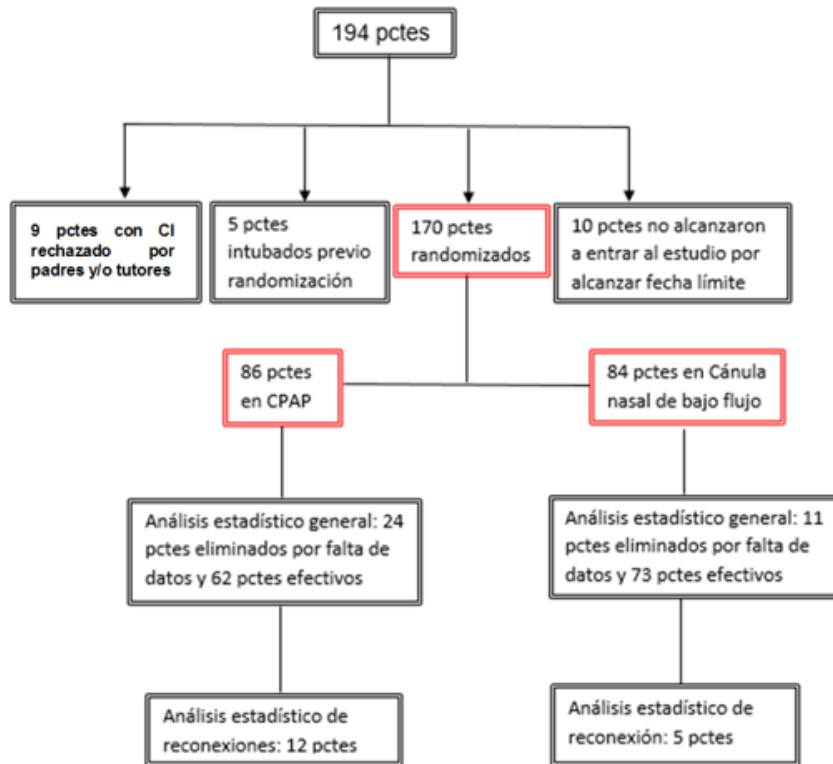 194 pctes
9 pctes con CI
rechazado por
padres y/o tutores
5 pctes
intubados previo
randomización
170 pctes
randomizados
10 pctes no alcanzaron
a entrar al estudio por
alcanzar fecha límite
86 pctes
en CPAP
84 pctes en Cánula
nasal de bajo flujo
Análisis estadístico general: 24
pctes eliminados por falta de
datos y 62 pctes efectivos
Análisis estadístico general: 11
pctes eliminados por falta de
datos y 73 pctes efectivos
Análisis estadístico de
reconexiones: 12 pctes
Análisis estadístico de
reconexión: 5 pctes